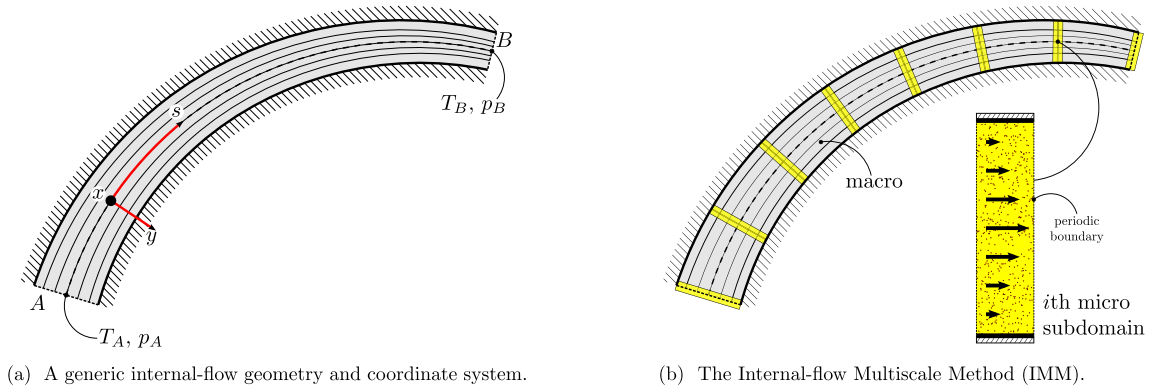 B
s
T_B, p_B
x
y
A
T_A, p_A
(a) A generic internal-flow geometry and coordinate system.
macro
periodic
boundary
ith micro
subdomain
(b) The Internal-flow Multiscale Method (IMM).